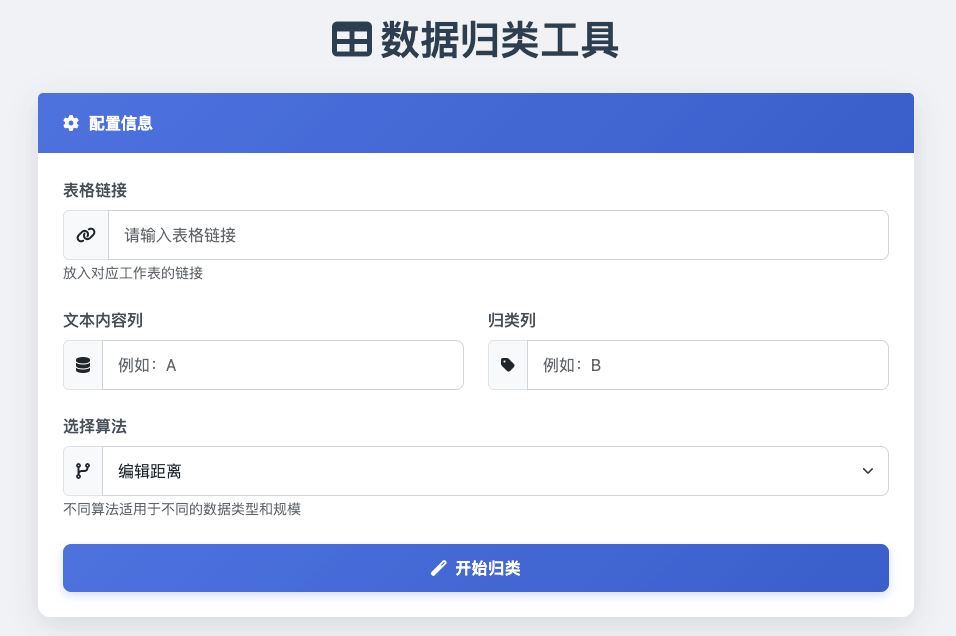 数据归类工具
配置信息
表格链接
请输入表格链接
放入对应工作表的链接
文本内容列
归类列
例如：A
例如：B
选择算法
编辑距离
不同算法适用于不同的数据类型和规模
开始归类